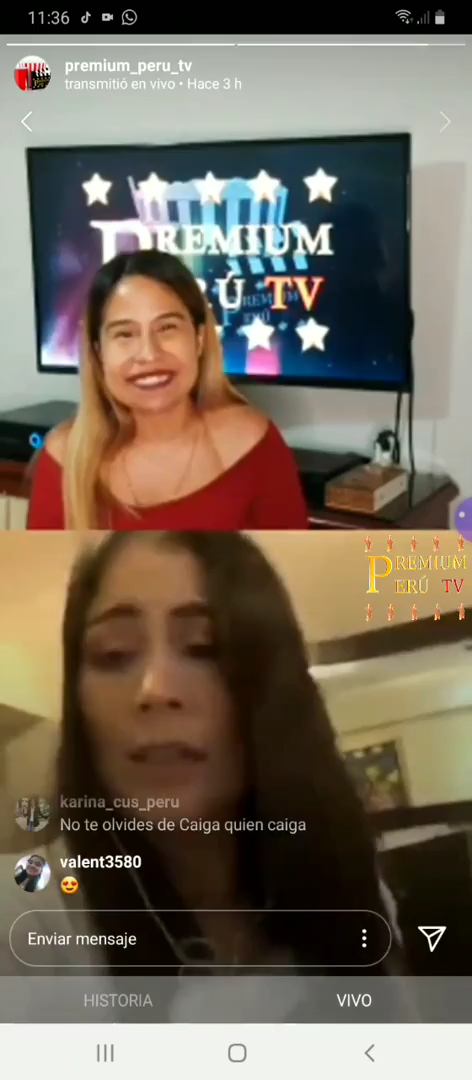 11:36
premium_peru_tv
transmitió en vivo • Hace 3 h
PREMIUM
PERÚ TV
PREMIUM
PERÚ TV
karina_cus_peru
No te olvides de Caiga quien caiga
valent3580
Enviar mensaje
HISTORIA
VIVO